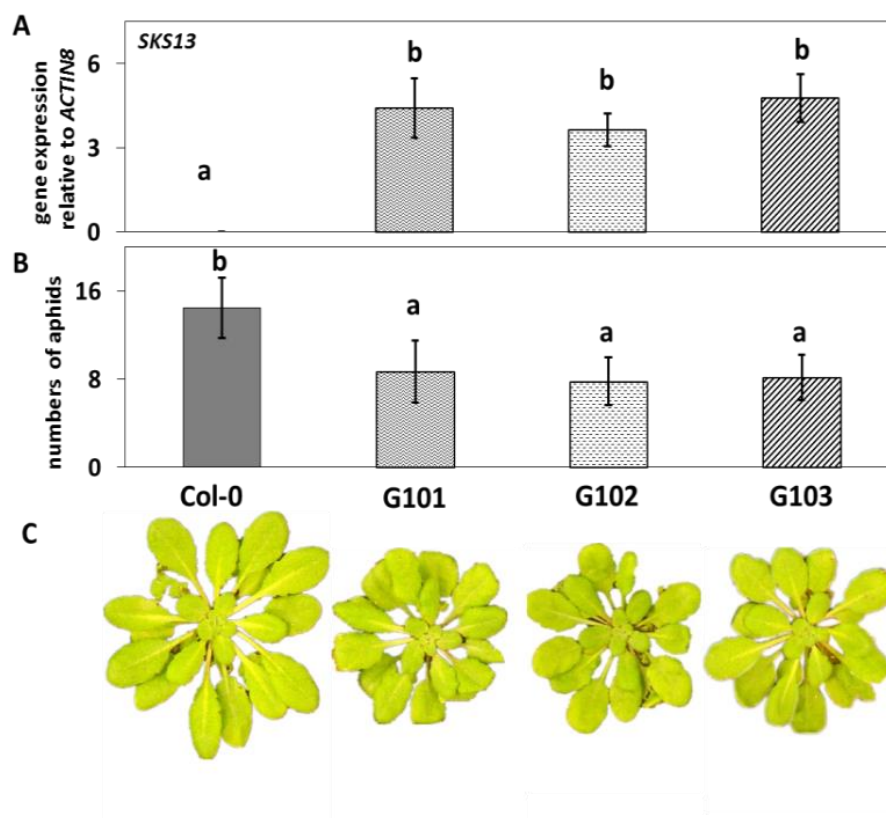 A
SKS13
gene expression
relative to ACTIN8
6
3
0
a
b
b
b
B
numbers of aphids
16
8
0
b
a
a
a
Col-0 G101 G102 G103
C